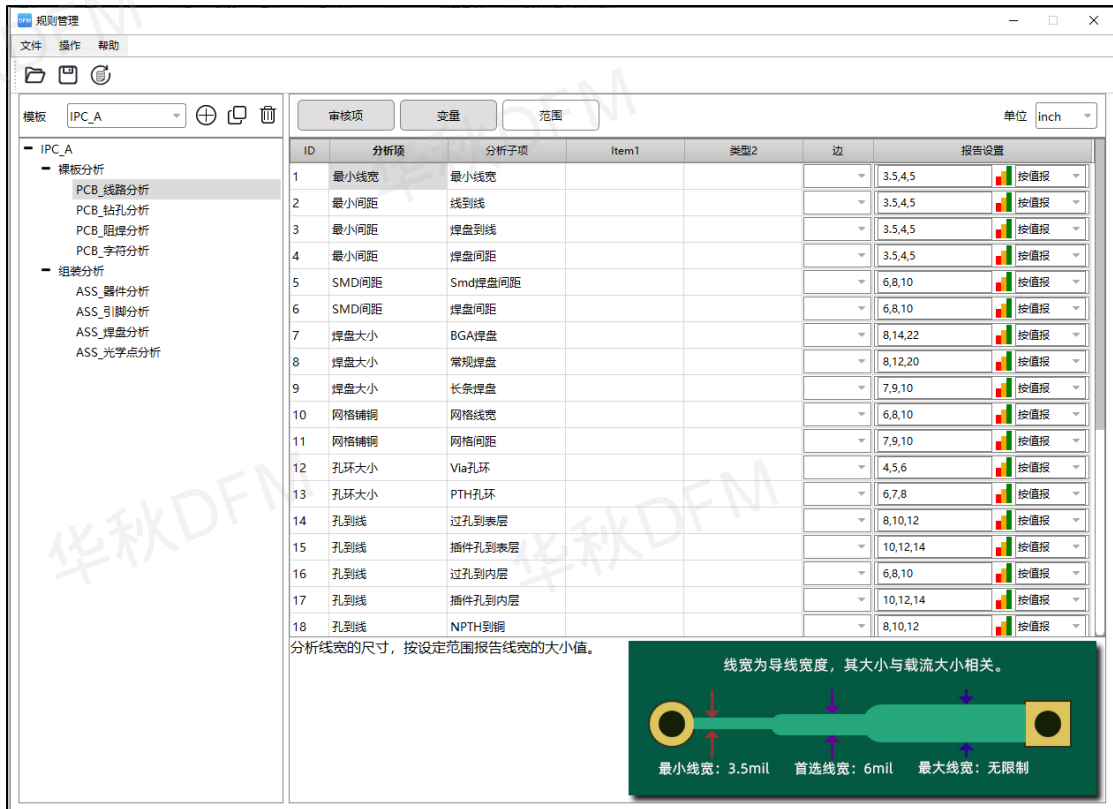 DFM 规则管理
文件 操作 帮助
模板 IPC_A
审核项 变量 范围 单位 inch
IPC_A
裸板分析
PCB_线路分析
PCB_钻孔分析
PCB_阻焊分析
PCB_字符分析
组装分析
ASS_器件分析
ASS_引脚分析
ASS_焊盘分析
ASS_光学点分析
ID 分析项 分析子项 Item1 类型2 边 报告设置
1 最小线宽 最小线宽 3.5,4,5 按值报
2 最小间距 线到线 3.5,4,5 按值报
3 最小间距 焊盘到线 3.5,4,5 按值报
4 最小间距 焊盘间距 3.5,4,5 按值报
5 SMD间距 Smd焊盘间距 6,8,10 按值报
6 SMD间距 焊盘间距 6,8,10 按值报
7 焊盘大小 BGA焊盘 8,14,22 按值报
8 焊盘大小 常规焊盘 8,12,20 按值报
9 焊盘大小 长条焊盘 7,9,10 按值报
10 网格铺铜 网格线宽 6,8,10 按值报
11 网格铺铜 网格间距 7,9,10 按值报
12 孔环大小 Via孔环 4,5,6 按值报
13 孔环大小 PTH孔环 6,7,8 按值报
14 孔到线 过孔到表层 8,10,12 按值报
15 孔到线 插件孔到表层 10,12,14 按值报
16 孔到线 过孔到内层 6,8,10 按值报
17 孔到线 插件孔到内层 10,12,14 按值报
18 孔到线 NPTH到铜 8,10,12 按值报
分析线宽的尺寸，按设定范围报告线宽的大小值。
线宽为导线宽度，其大小与载流大小相关。
最小线宽：3.5mil 首选线宽：6mil 最大线宽：无限制
华秋DFM
华秋DFM
华秋DFM